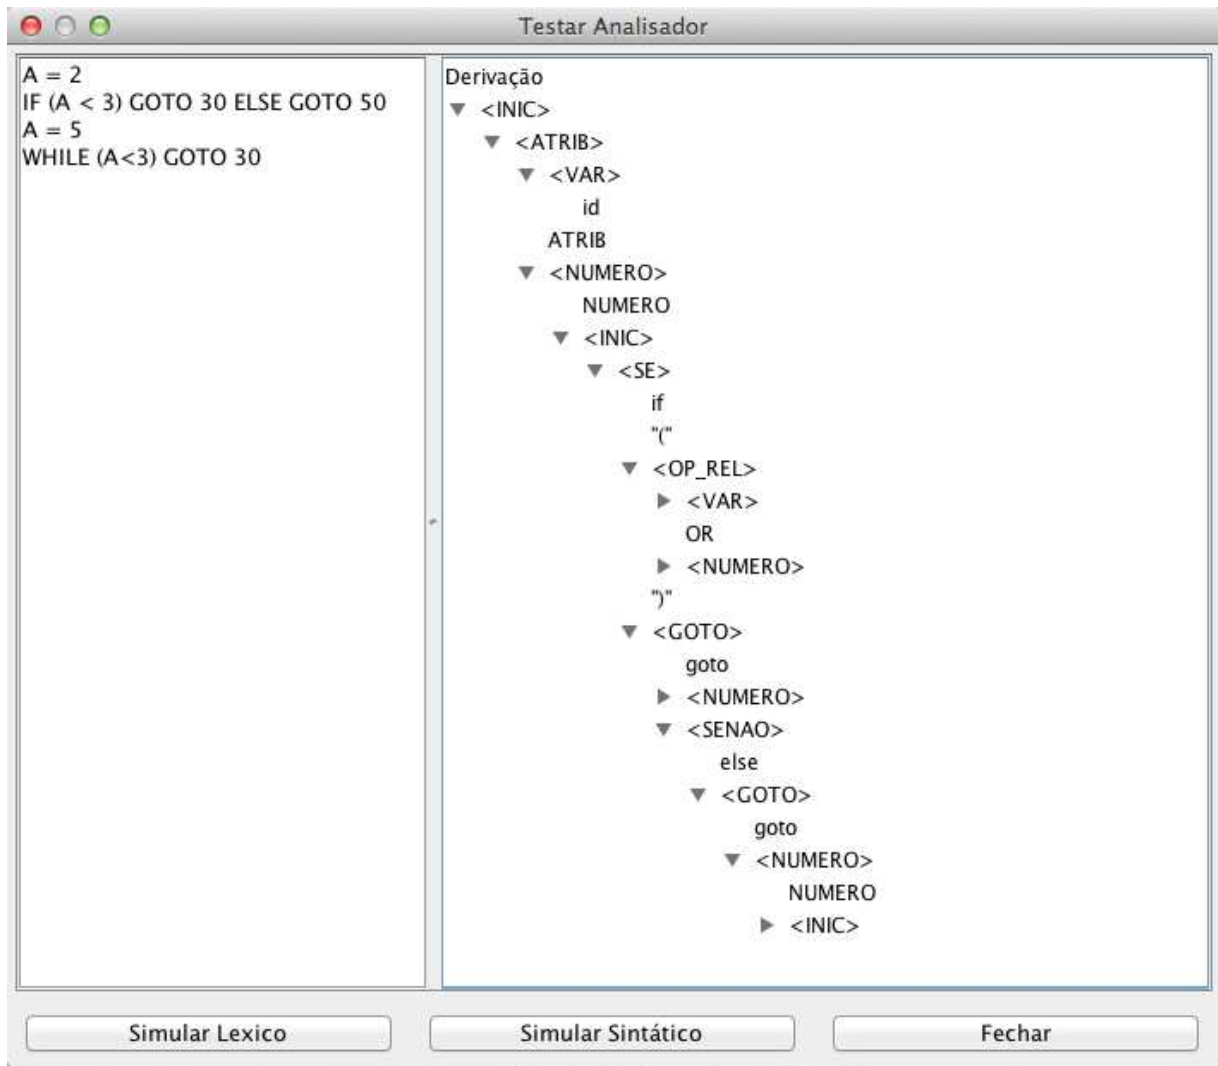 Testar Analisador
A = 2
IF (A < 3) GOTO 30 ELSE GOTO 50
A = 5
WHILE (A<3) GOTO 30
Derivação
<INIC>
<ATRIB>
<VAR>
id
ATRIB
<NUMERO>
NUMERO
<INIC>
<SE>
if
"("
<OP_REL>
<VAR>
OR
<NUMERO>
")"
<GOTO>
goto
<NUMERO>
<SENAO>
else
<GOTO>
goto
<NUMERO>
NUMERO
<INIC>
Simular Lexico
Simular Sintático
Fechar